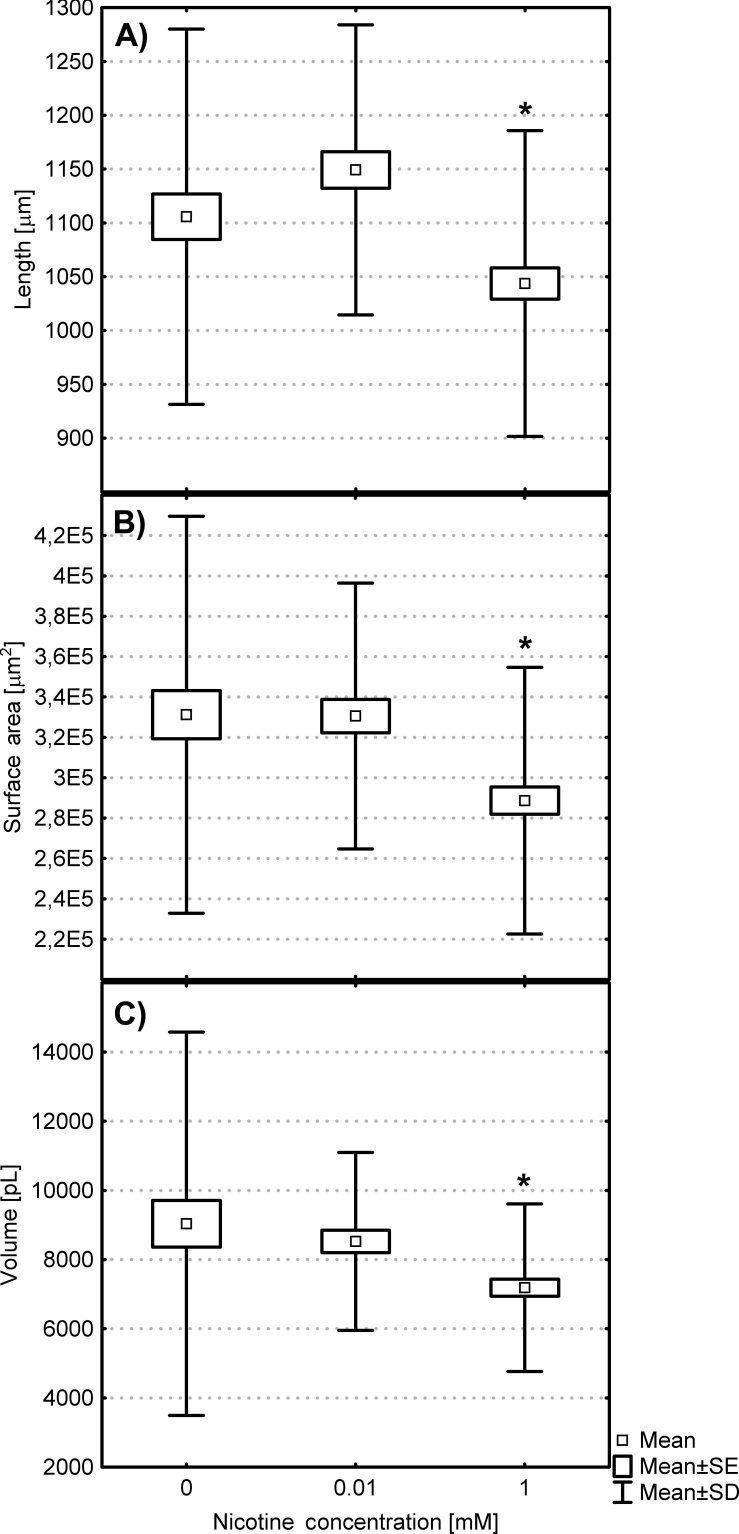 A)
1300
1250
1200
*
1150
1100
1050
1000
950
900
Length [µm]
B)
4,2E5
4E5
3,8E5
*
3,6E5
3,4E5
3,2E5
3E5
2,8E5
2,6E5
2,4E5
2,2E5
Surface area [µm²]
C)
14000
12000
10000
*
8000
6000
4000
2000
Volume [pL]
0 0.01 1
Nicotine concentration [mM]
Mean
Mean±SE
Mean±SD